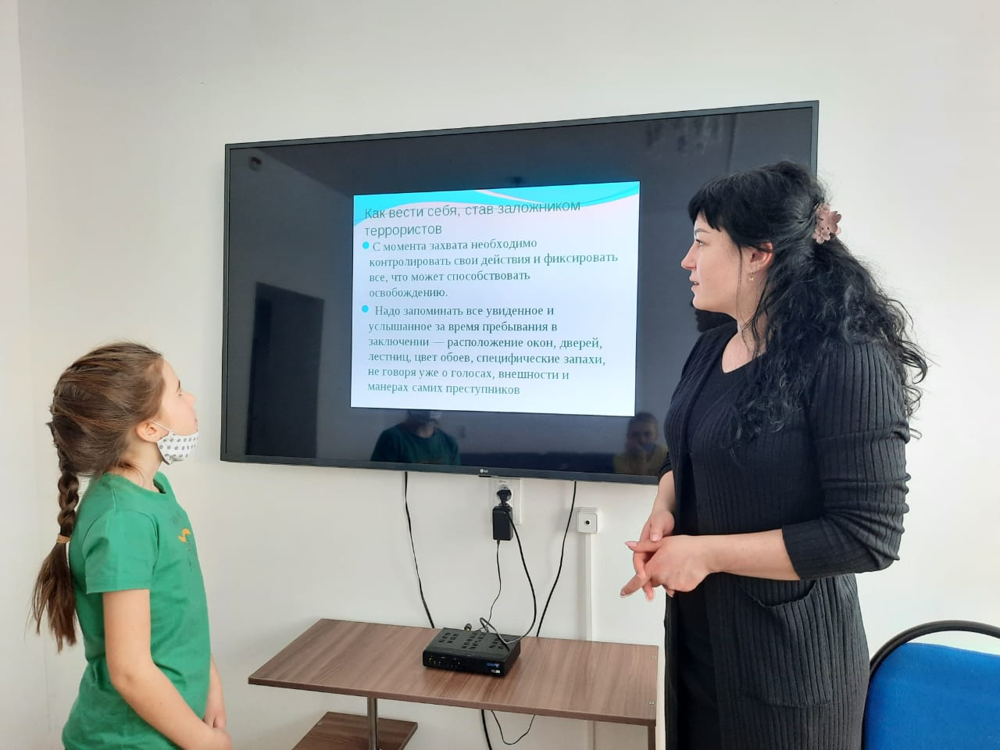 Как вести себя, став заложником
террористов
С момента захвата необходимо
контролировать свои действия и фиксировать
все, что может способствовать
освобождению.
Надо запоминать все увиденное и
услышанное за время пребывания в
заключении — расположение окон, дверей,
лестниц, цвет обоев, специфические запахи,
не говоря уже о голосах, внешности и
манерах самих преступников
LG